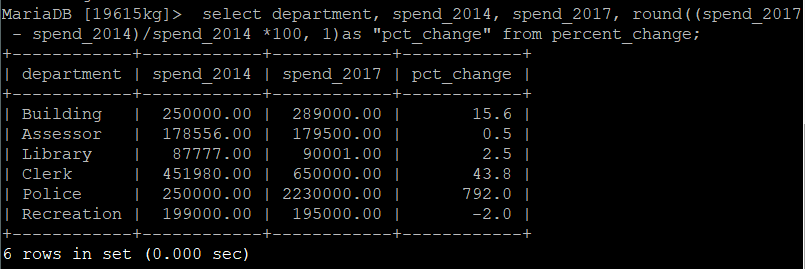 MariaDB [19615kg]>  select department, spend_2014, spend_2017, round((spend_2017
 - spend_2014)/spend_2014 *100, 1)as "pct_change" from percent_change;
+------------+------------+------------+------------+
| department | spend_2014 | spend_2017 | pct_change |
+------------+------------+------------+------------+
| Building   |  250000.00 |  289000.00 |       15.6 |
| Assessor   |  178556.00 |  179500.00 |        0.5 |
| Library    |   87777.00 |   90001.00 |        2.5 |
| Clerk      |  451980.00 |  650000.00 |       43.8 |
| Police     |  250000.00 | 2230000.00 |      792.0 |
| Recreation |  199000.00 |  195000.00 |       -2.0 |
+------------+------------+------------+------------+
6 rows in set (0.000 sec)